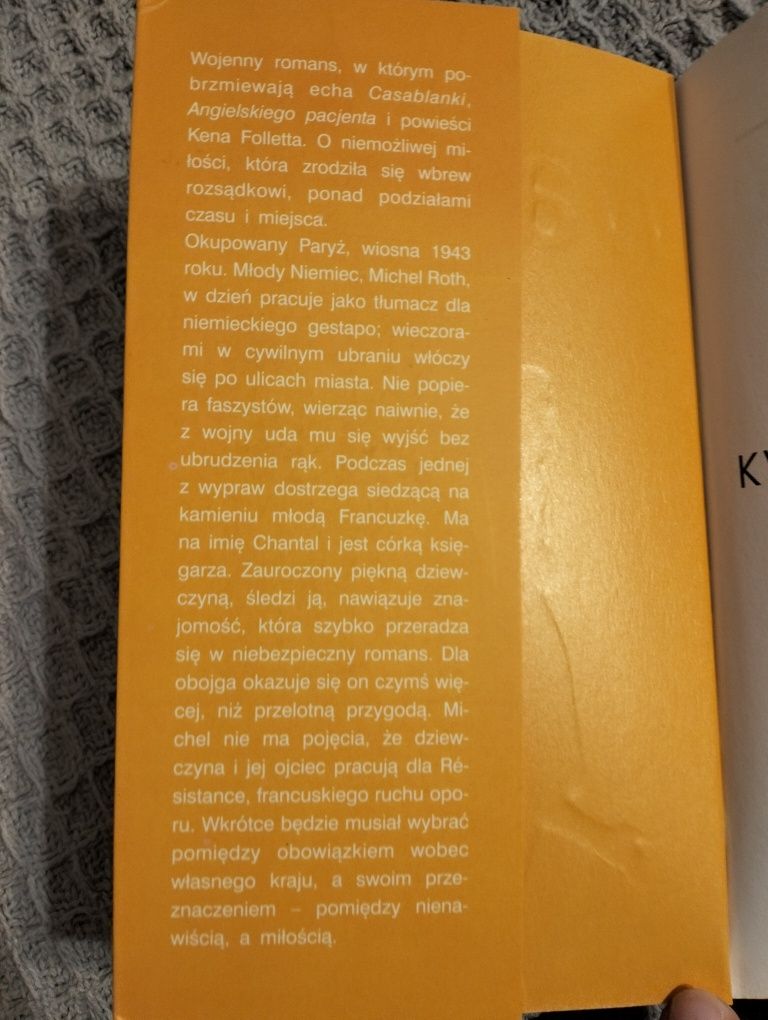 Wojenny romans, w którym po-
brzmiewają echa Casablanki,
Angielskiego pacjenta i powieści
Kena Folletta. O niemożliwej mi-
łości, która zrodziła się wbrew
rozsądkowi, ponad podziałami
czasu i miejsca.
Okupowany Paryż, wiosna 1943
roku. Młody Niemiec, Michel Roth,
w dzień pracuje jako tłumacz dla
niemieckiego gestapo; wieczora-
mi w cywilnym ubraniu włóczy
się po ulicach miasta. Nie popie-
ra faszystów, wierząc naiwnie, że
z wojny uda mu się wyjść bez
ubrudzenia rąk. Podczas jednej
z wypraw dostrzega siedzącą na
kamieniu młodą Francuzkę. Ma
na imię Chantal i jest córką księ-
garza. Zauroczony piękną dziew-
czyną, śledzi ją, nawiązuje zna-
jomość, która szybko przeradza
się w niebezpieczny romans. Dla
obojga okazuje się on czymś wię-
cej, niż przelotną przygodą. Mi-
chel nie ma pojęcia, że dziew-
czyna i jej ojciec pracują dla Ré-
sistance, francuskiego ruchu opo-
ru. Wkrótce będzie musiał wybrać
pomiędzy obowiązkiem wobec
własnego kraju, a swoim prze-
znaczeniem – pomiędzy niena-
wiścią, a miłością.